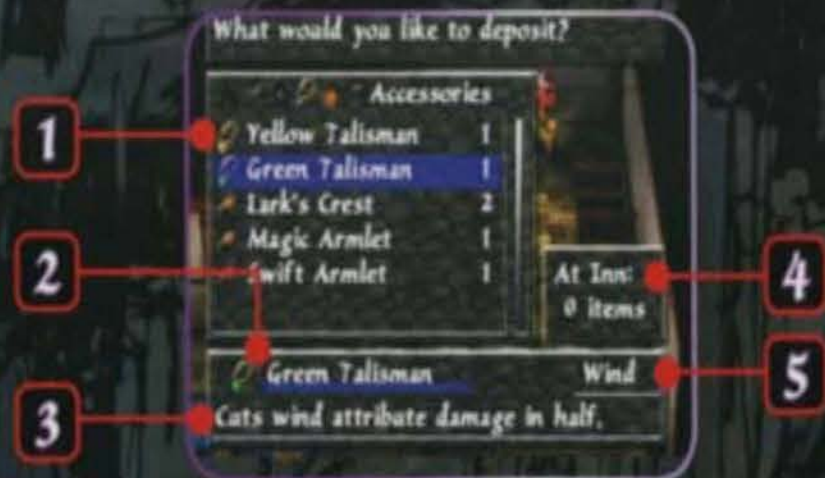 What would you like to deposit?
Accessories
1
Yellow Talisman 1
Green Talisman 1
Lark's Crest 2
Magic Armlet 1
Swift Armlet 1
2
At Inn:
0 items
4
Green Talisman Wind
5
3
Cuts wind attribute damage in half.